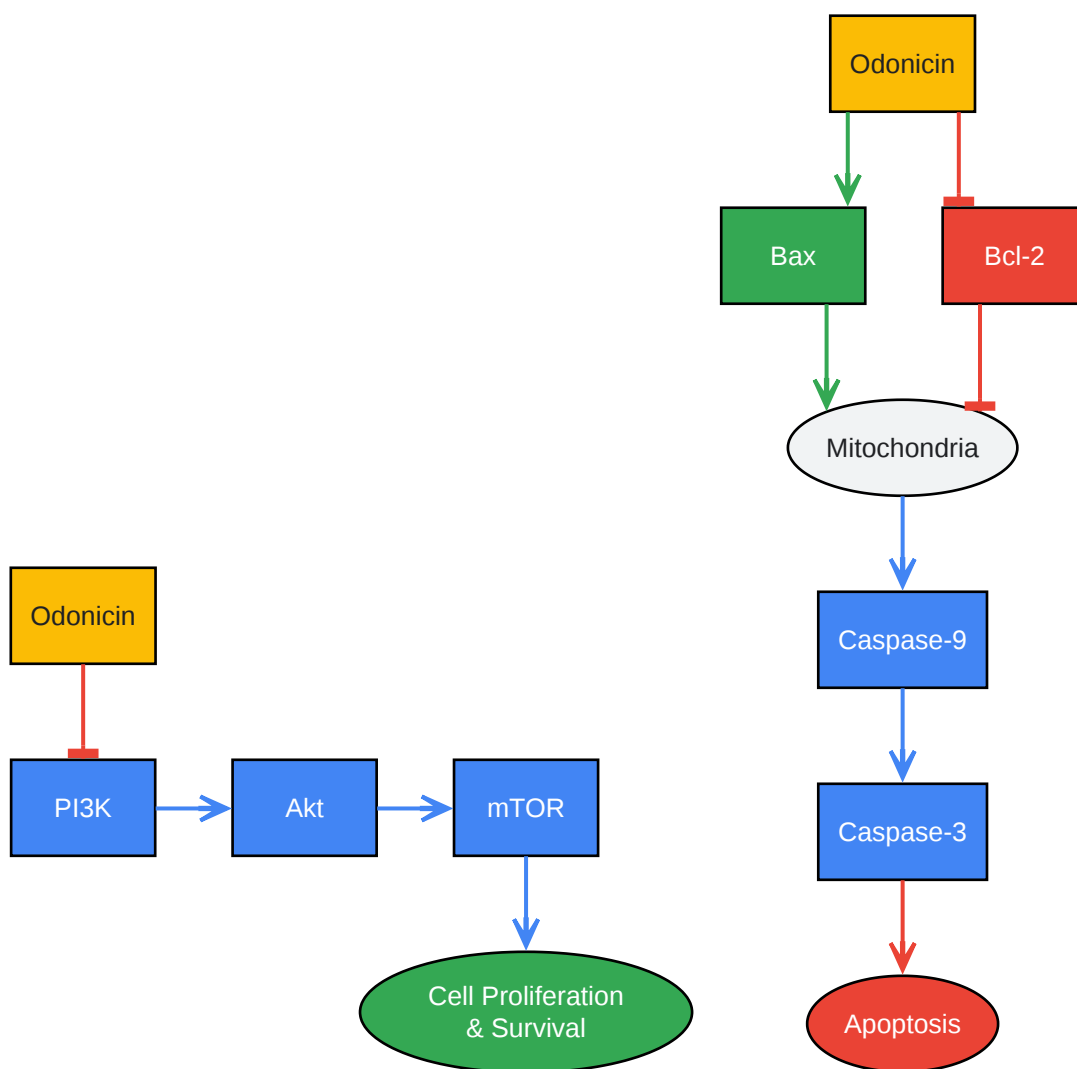 Odonicin
Bax
Bcl-2
Mitochondria
Caspase-9
Caspase-3
Apoptosis
Odonicin
PI3K
Akt
mTOR
Cell Proliferation
& Survival